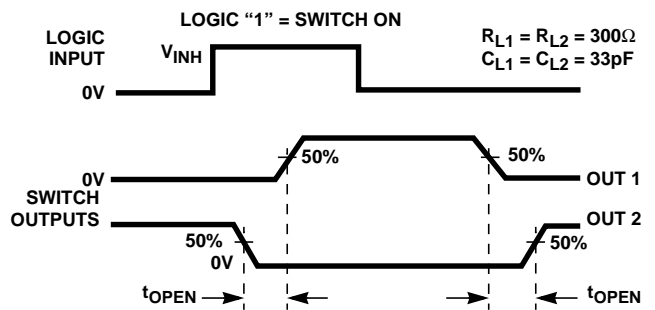 LOGIC “1” = SWITCH ON
LOGIC
INPUT
V_INH
0V
R_L1 = R_L2 = 300Ω
C_L1 = C_L2 = 33pF
50%
50%
0V
OUT 1
SWITCH
OUTPUTS
OUT 2
50%
0V
50%
t_OPEN
t_OPEN